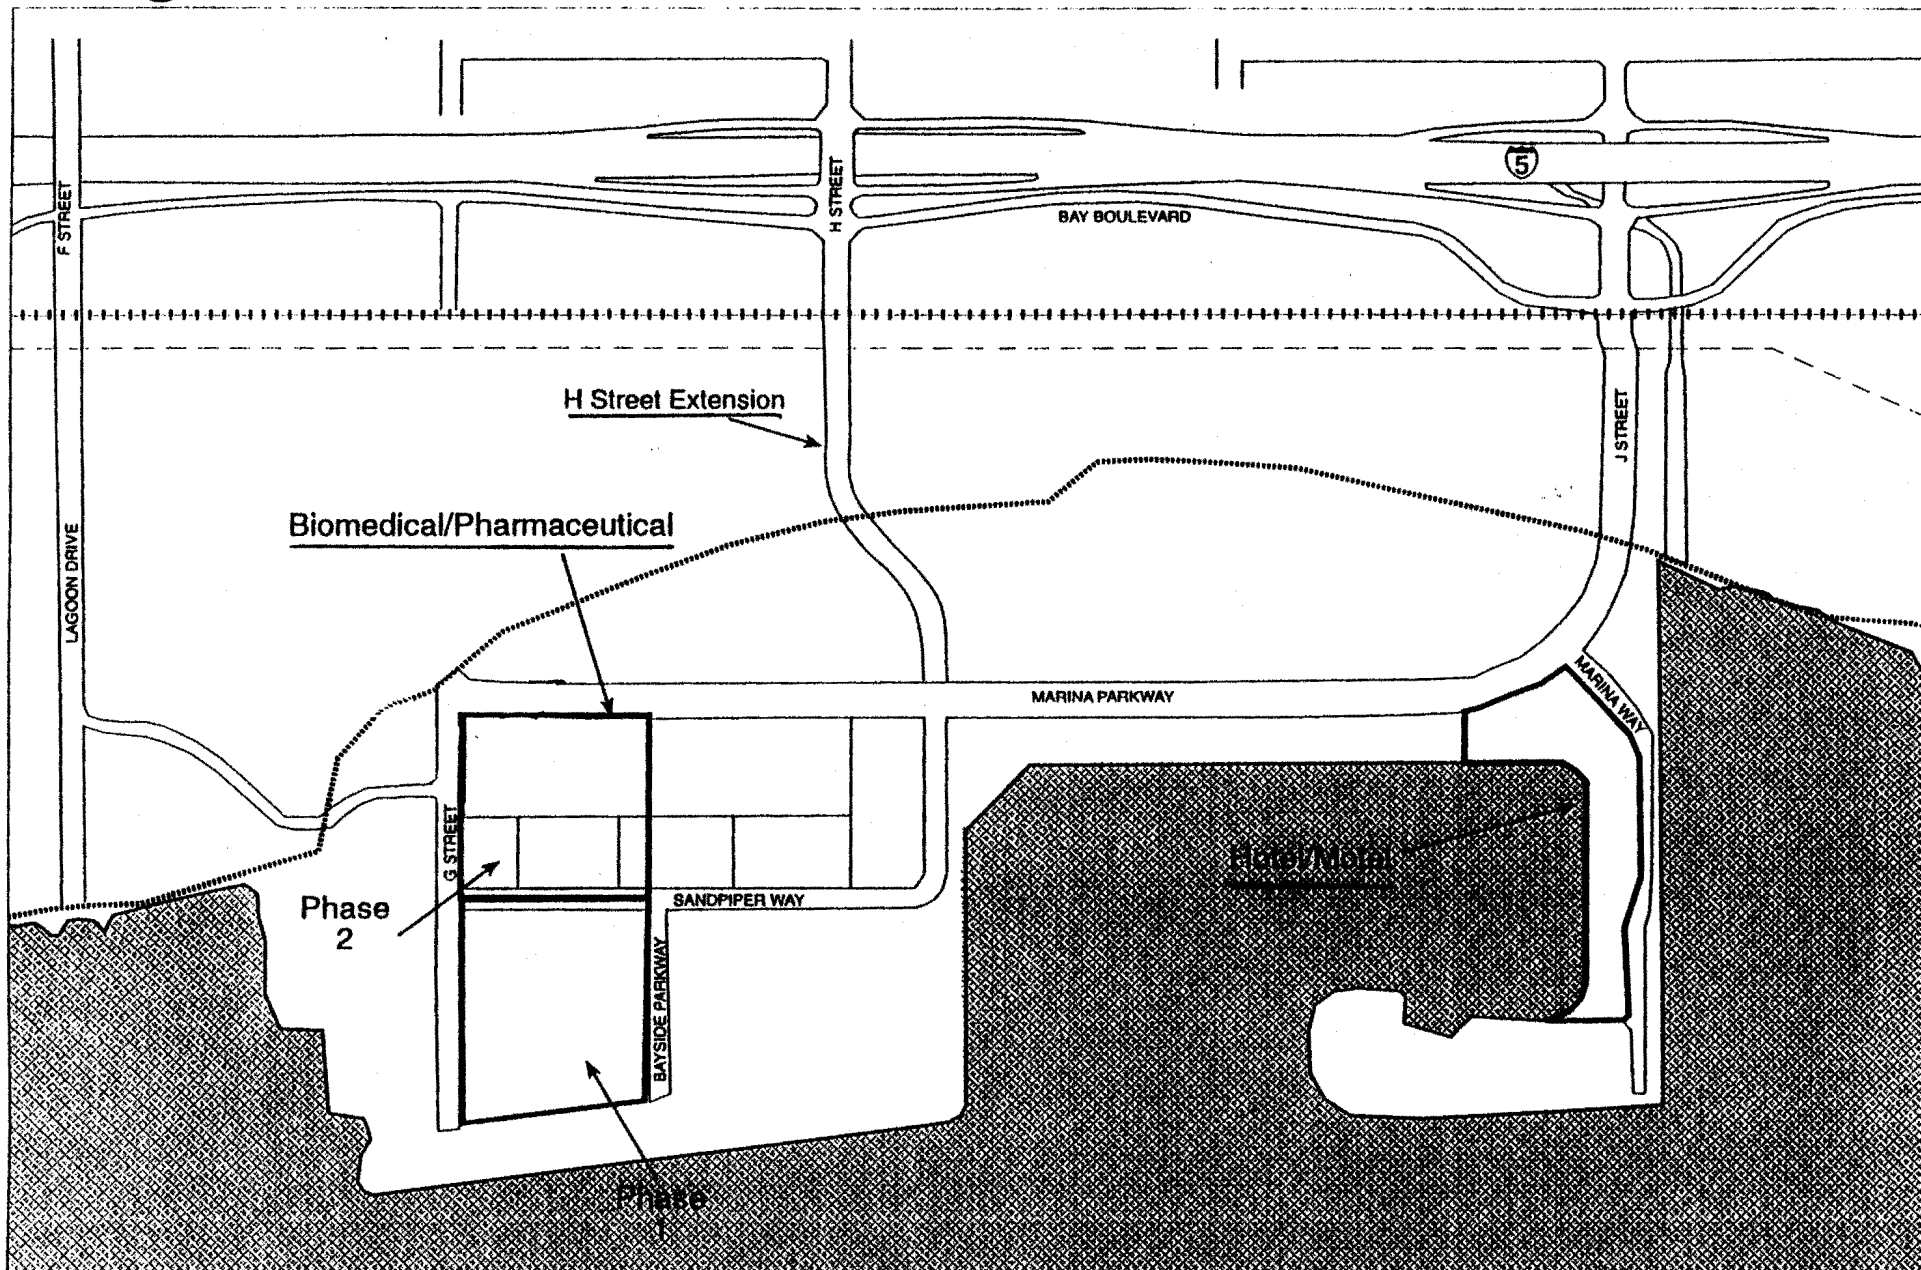 5
F STREET
H STREET
BAY BOULEVARD
H Street Extension
J STREET
Biomedical/Pharmaceutical
LAGOON DRIVE
MARINA PARKWAY
MARINA WAY
G STREET
Hotel/Motel
Phase
2
SANDPIPER WAY
BAYSIDE PARKWAY
Phase
1